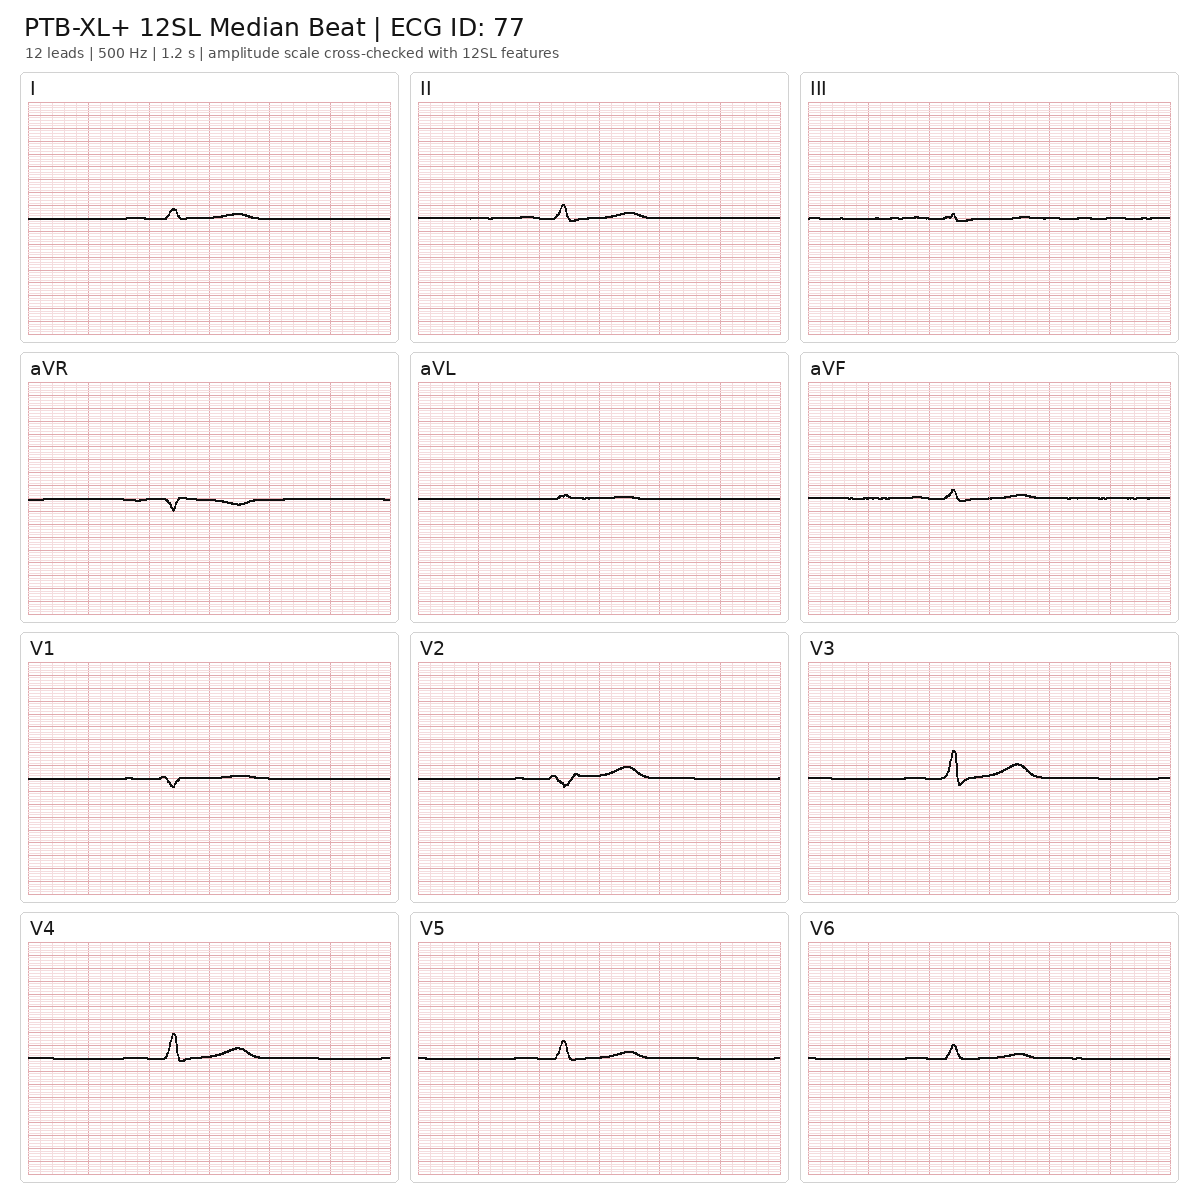 PTB-XL+ 12SL Median Beat | ECG ID: 77
12 leads | 500 Hz | 1.2 s | amplitude scale cross-checked with 12SL features
I
II
III
aVR
aVL
aVF
V1
V2
V3
V4
V5
V6